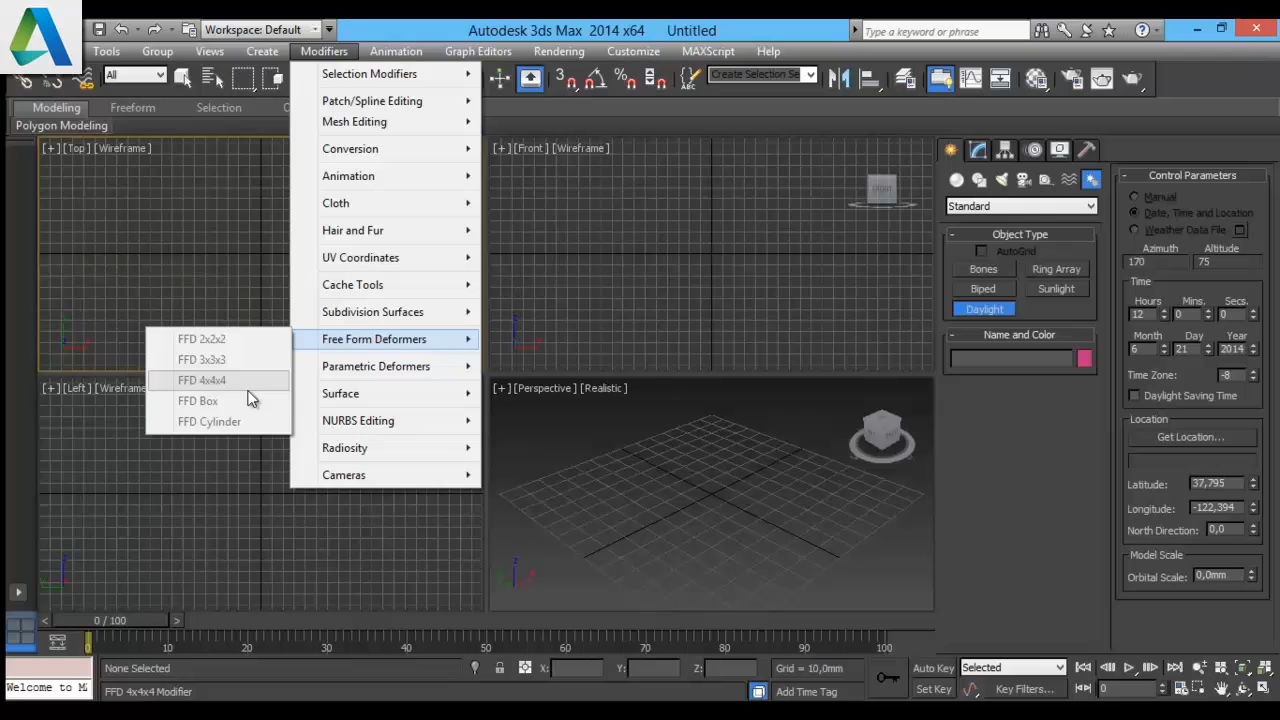 Workspace: Default
Autodesk 3ds Max 2014 x64 Untitled
Type a keyword or phrase
Tools Group Views Create Modifiers Animation Graph Editors Rendering Customize MAXScript Help
All
3
ABC
Create Selection Se
Modeling Freeform Selection O
Polygon Modeling
Selection Modifiers
Patch/Spline Editing
Mesh Editing
Conversion
Animation
Cloth
Hair and Fur
UV Coordinates
Cache Tools
Subdivision Surfaces
Free Form Deformers
Parametric Deformers
Surface
NURBS Editing
Radiosity
Cameras
FFD 2x2x2
FFD 3x3x3
FFD 4x4x4
FFD Box
FFD Cylinder
[+] [Top] [Wireframe]
[+] [Front] [Wireframe]
FRONT
[+] [Left] [Wireframe
[+] [Perspective] [Realistic]
Standard
- Object Type
AutoGrid
Bones Ring Array
Biped Sunlight
Daylight
- Name and Color
- Control Parameters
Manual
Date, Time and Location
Weather Data File
Azimuth Altitude
170 75
Time
Hours Mins. Secs.
12 0 0
Month Day Year
6 21 2014
Time Zone: -8
Daylight Saving Time
Location
Get Location...
Latitude: 37,795
Longitude: -122,394
North Direction: 0,0
Model Scale
Orbital Scale: 0,0mm
< 0 / 100 >
0 10 20 30 40 50 60 70 80 90 100
None Selected
X: Y: Z: Grid = 10,0mm
Auto Key Selected
Welcome to M
FFD 4x4x4 Modifier
Add Time Tag
Set Key Key Filters... 0